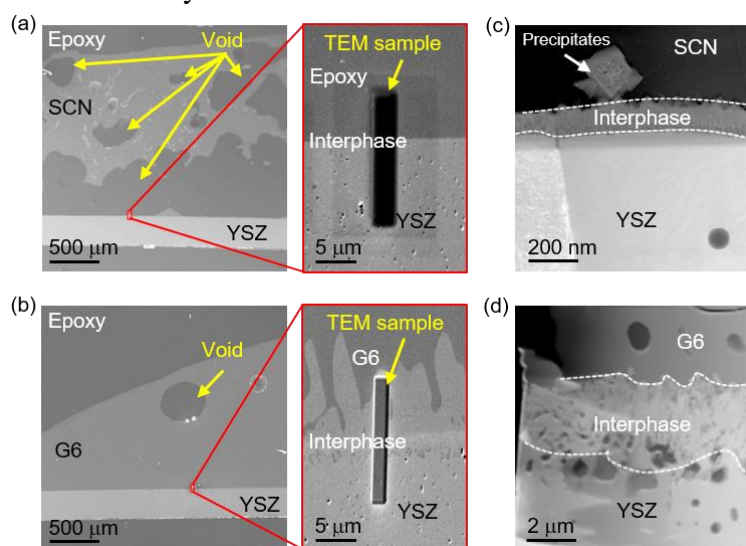 (a)
Epoxy
Void
SCN
YSZ
500 μm
TEM sample
Epoxy
Interphase
YSZ
5 μm
(c)
Precipitates
SCN
Interphase
YSZ
200 nm
(b)
Epoxy
Void
G6
YSZ
500 μm
TEM sample
G6
Interphase
YSZ
5 μm
(d)
G6
Interphase
YSZ
2 μm